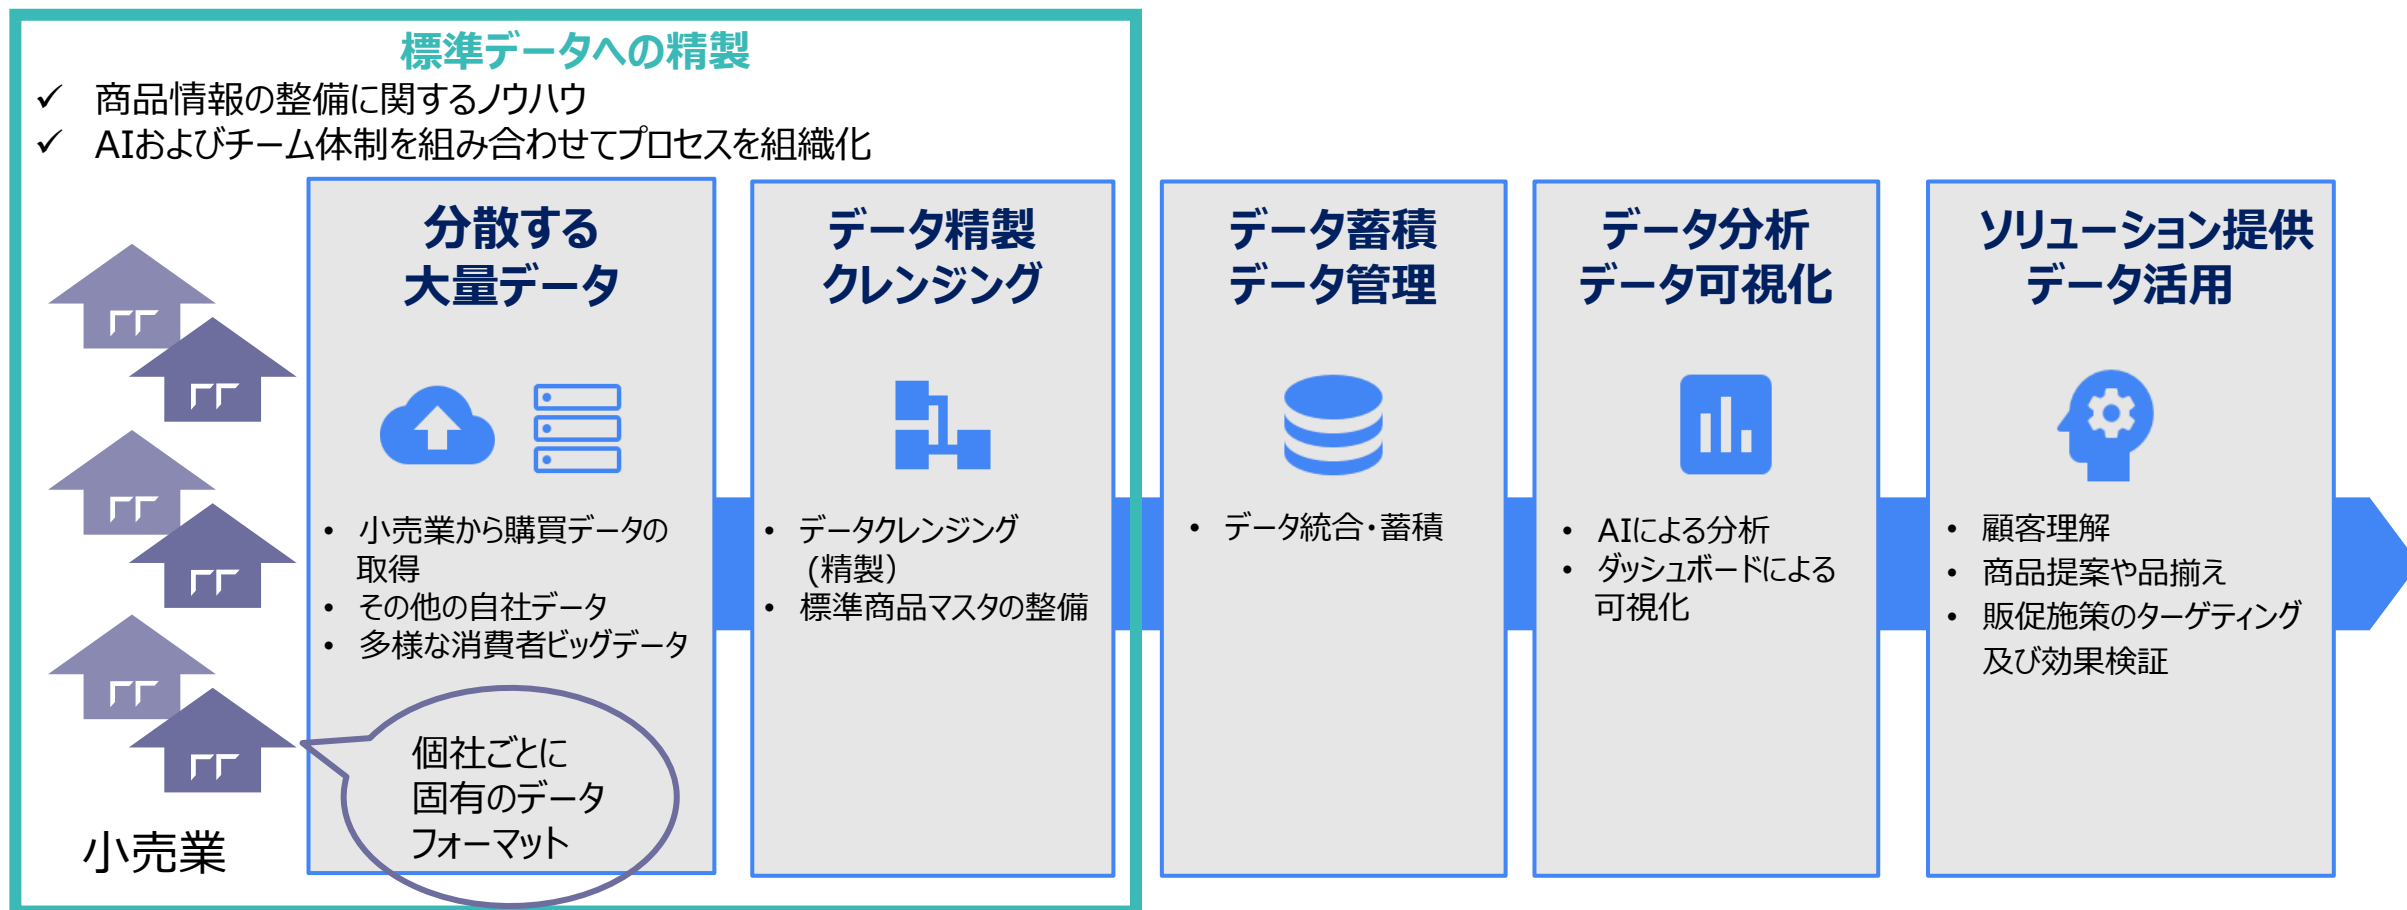 標準データへの精製
✓ 商品情報の整備に関するノウハウ
✓ AIおよびチーム体制を組み合わせてプロセスを組織化
分散する
大量データ
• 小売業から購買データの
取得
• その他の自社データ
• 多様な消費者ビッグデータ
個社ごとに
固有のデータ
フォーマット
小売業
データ精製
クレンジング
• データクレンジング
(精製）
• 標準商品マスタの整備
データ蓄積
データ管理
• データ統合・蓄積
データ分析
データ可視化
• AIによる分析
• ダッシュボードによる
可視化
ソリューション提供
データ活用
• 顧客理解
• 商品提案や品揃え
• 販促施策のターゲティング
及び効果検証